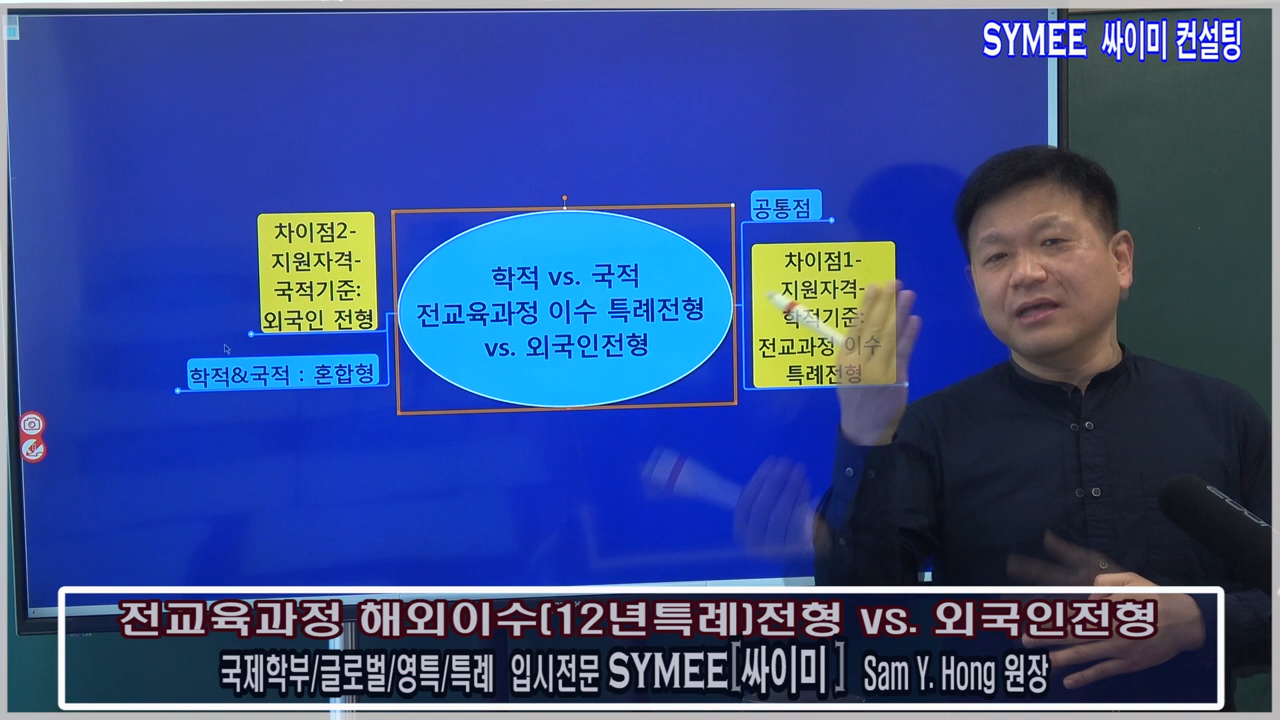 SYMEE 싸이미 컨설팅
차이점2-
지원자격-
국적기준:
외국인 전형
학적&국적 : 혼합형
학적 vs. 국적
전교육과정 이수 특례전형
vs. 외국인전형
공통점
차이점1-
지원자격-
학적기준:
전교과정 이수
특례전형
전교육과정 해외이수(12년특례)전형 vs. 외국인전형
국제학부/글로벌/영특/특례 입시전문 SYMEE[싸이미] Sam Y. Hong 원장